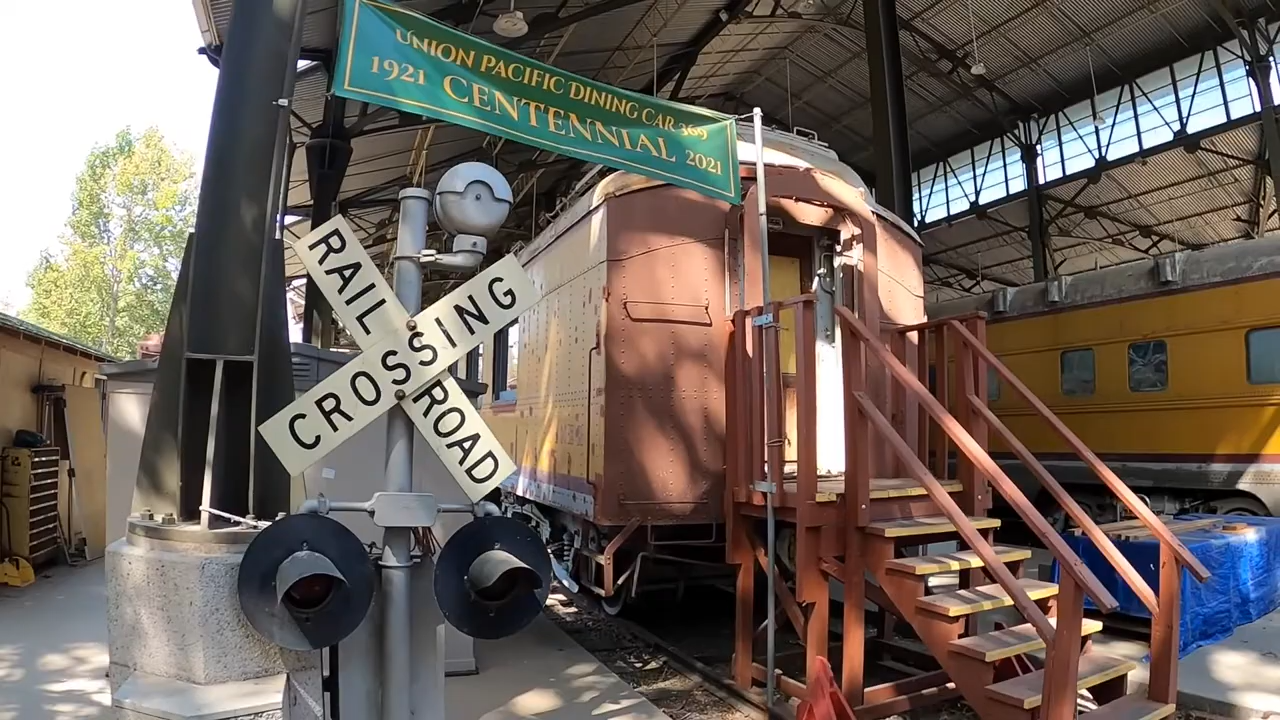 UNION PACIFIC DINING CAR 369
1921 CENTENNIAL 2021
RAIL ROAD
CROSSING